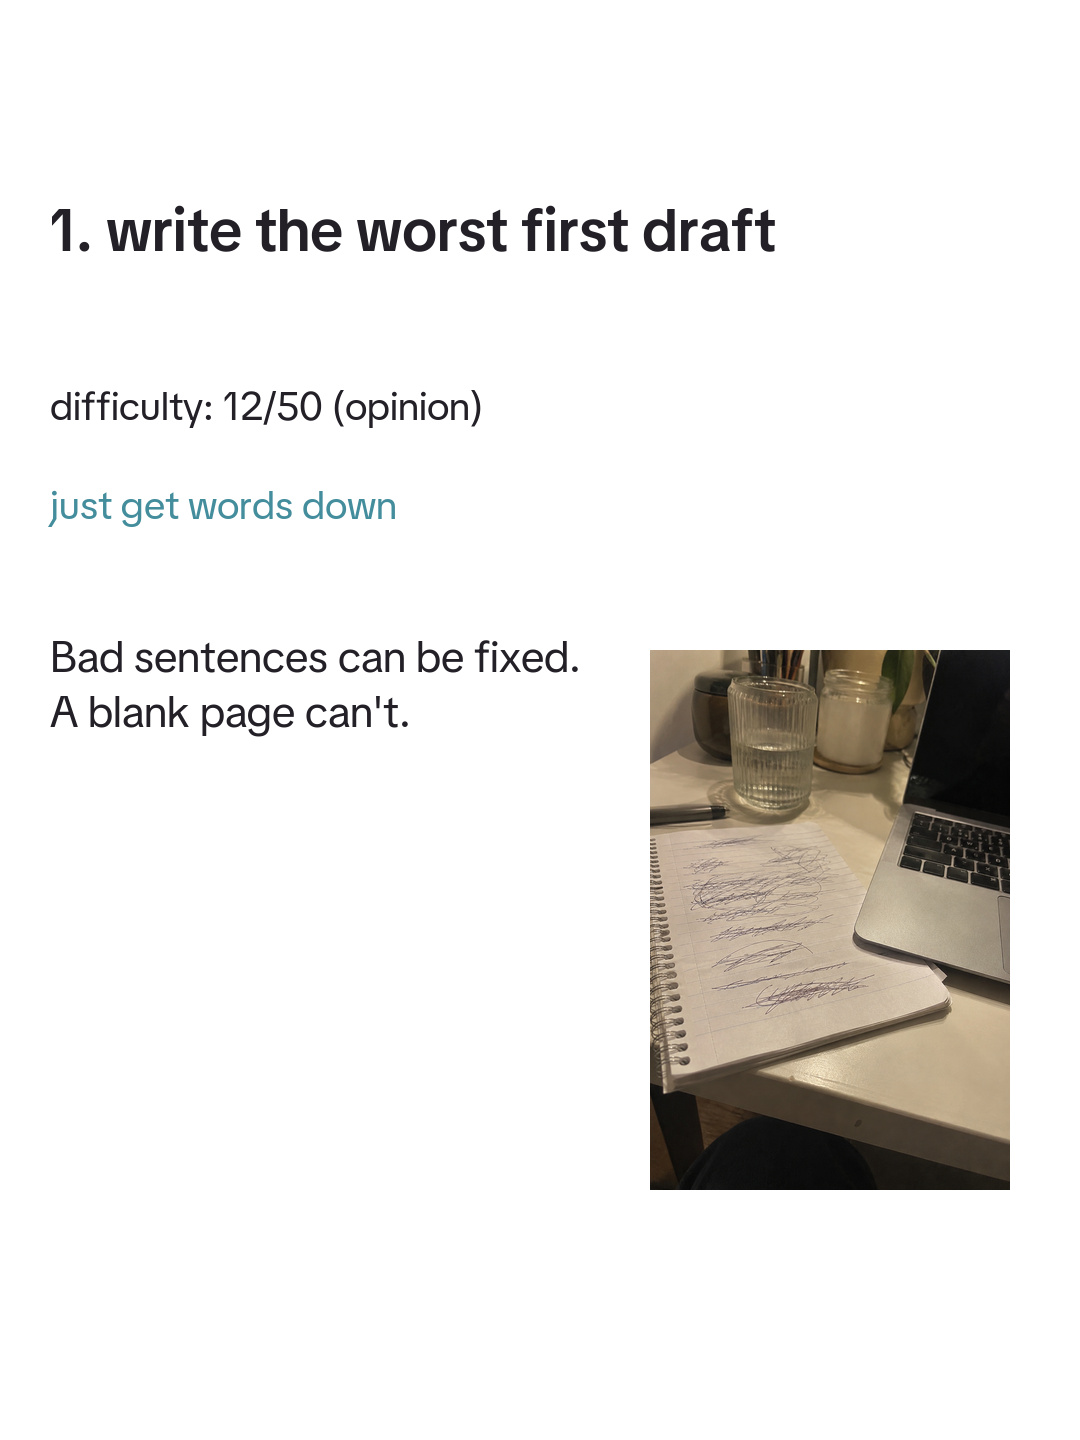 1. write the worst first draft
difficulty: 12/50 (opinion)
just get words down
Bad sentences can be fixed.
A blank page can't.